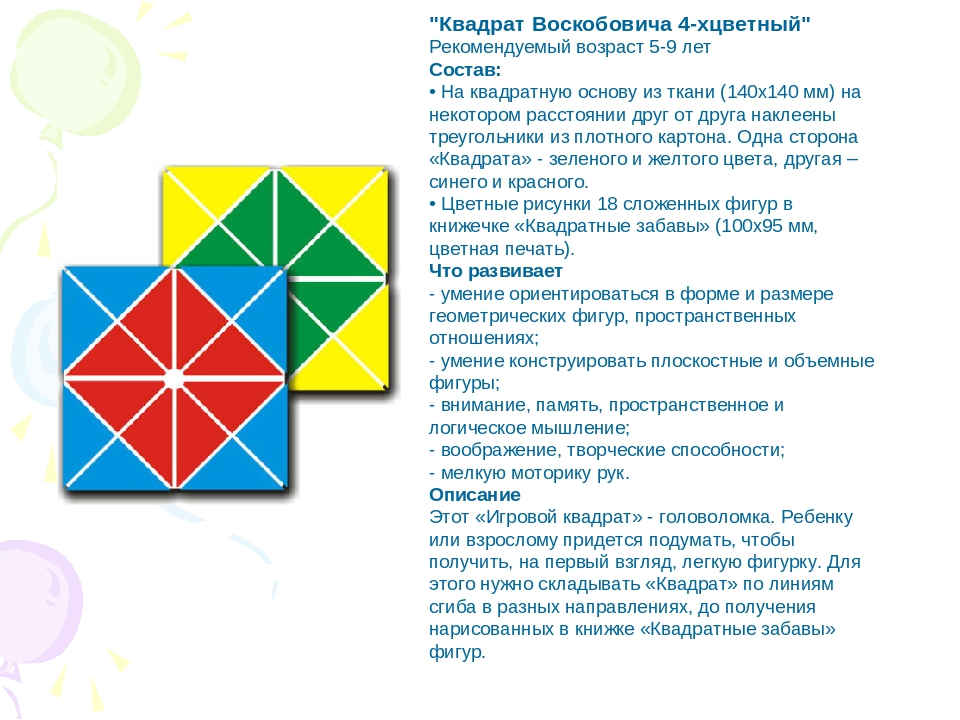 "Квадрат Воскобовича 4-хцветный"
Рекомендуемый возраст 5-9 лет
Состав:
• На квадратную основу из ткани (140х140 мм) на
некотором расстоянии друг от друга наклеены
треугольники из плотного картона. Одна сторона
«Квадрата» - зеленого и желтого цвета, другая –
синего и красного.
• Цветные рисунки 18 сложенных фигур в
книжечке «Квадратные забавы» (100х95 мм,
цветная печать).
Что развивает
- умение ориентироваться в форме и размере
геометрических фигур, пространственных
отношениях;
- умение конструировать плоскостные и объемные
фигуры;
- внимание, память, пространственное и
логическое мышление;
- воображение, творческие способности;
- мелкую моторику рук.
Описание
Этот «Игровой квадрат» - головоломка. Ребенку
или взрослому придется подумать, чтобы
получить, на первый взгляд, легкую фигурку. Для
этого нужно складывать «Квадрат» по линиям
сгиба в разных направлениях, до получения
нарисованных в книжке «Квадратные забавы»
фигур.